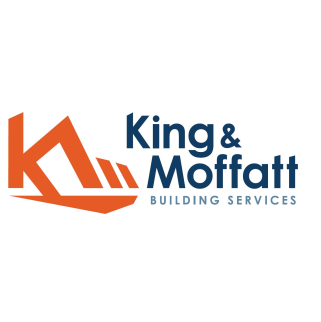 King &
Moffatt
BUILDING SERVICES